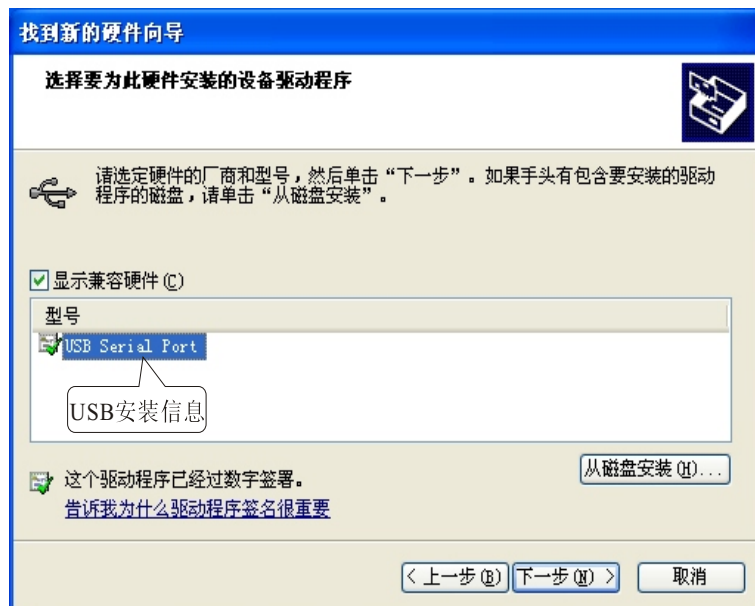 找到新的硬件向导
选择要为此硬件安装的设备驱动程序
请选定硬件的厂商和型号，然后单击“下一步”。如果手头有包含要安装的驱动
程序的磁盘，请单击“从磁盘安装”。
显示兼容硬件(C)
型号
USB Serial Port
USB安装信息
这个驱动程序已经过数字签署。
从磁盘安装(H)...
告诉我为什么驱动程序签名很重要
< 上一步(B) 下一步(N) > 取消